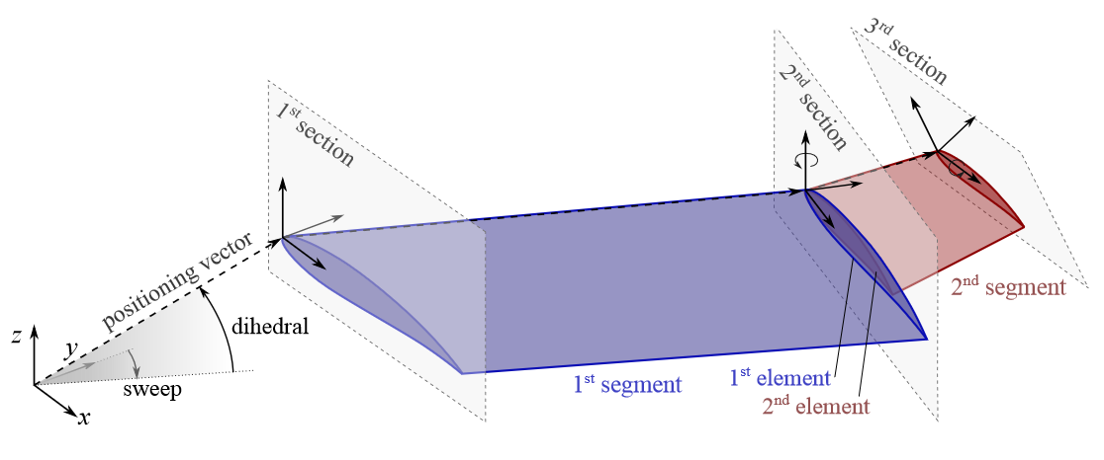 1st section
2nd section
3rd section
positioning vector
dihedral
z
y
sweep
x
1st segment
1st element
2nd element
2nd segment